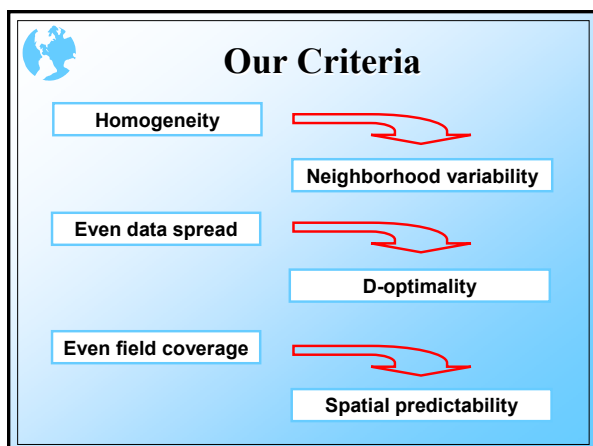 Our Criteria
Homogeneity
Neighborhood variability
Even data spread
D-optimality
Even field coverage
Spatial predictability